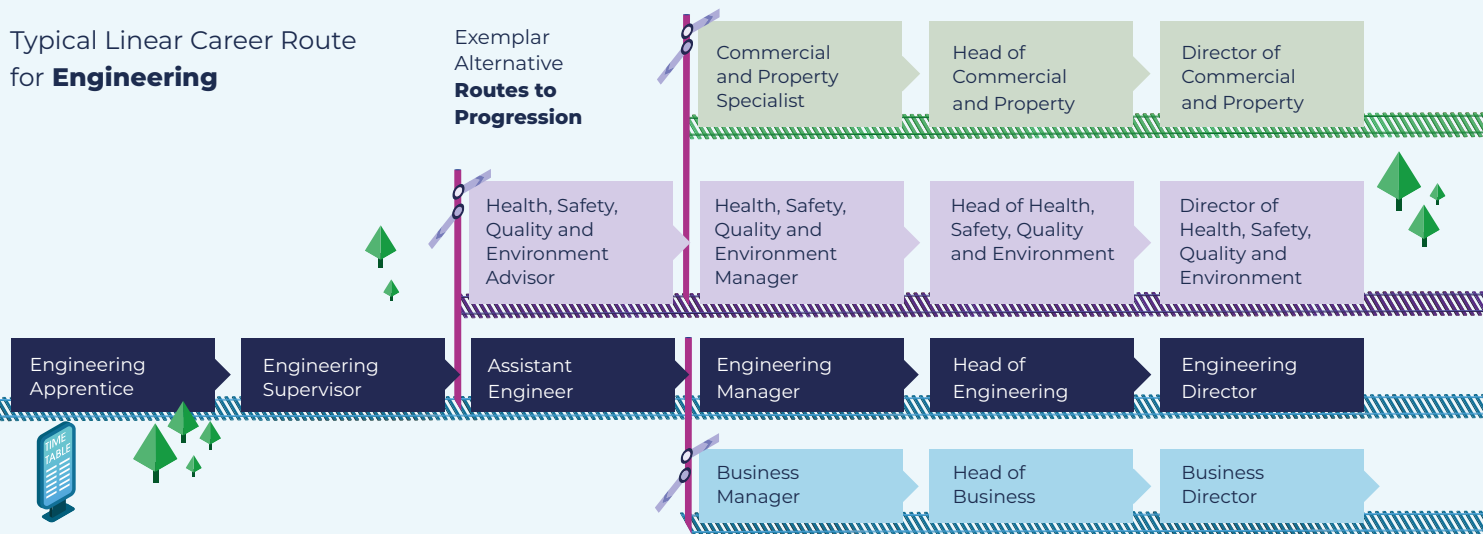 Typical Linear Career Route
for Engineering
Exemplar
Alternative
Routes to
Progression
Commercial
and Property
Specialist
Head of
Commercial
and Property
Director of
Commercial
and Property
Health, Safety,
Quality and
Environment
Advisor
Health, Safety,
Quality and
Environment
Manager
Head of Health,
Safety, Quality
and Environment
Director of
Health, Safety,
Quality and
Environment
Engineering
Apprentice
Engineering
Supervisor
Assistant
Engineer
Engineering
Manager
Head of
Engineering
Engineering
Director
TIME
TABLE
Business
Manager
Head of
Business
Business
Director